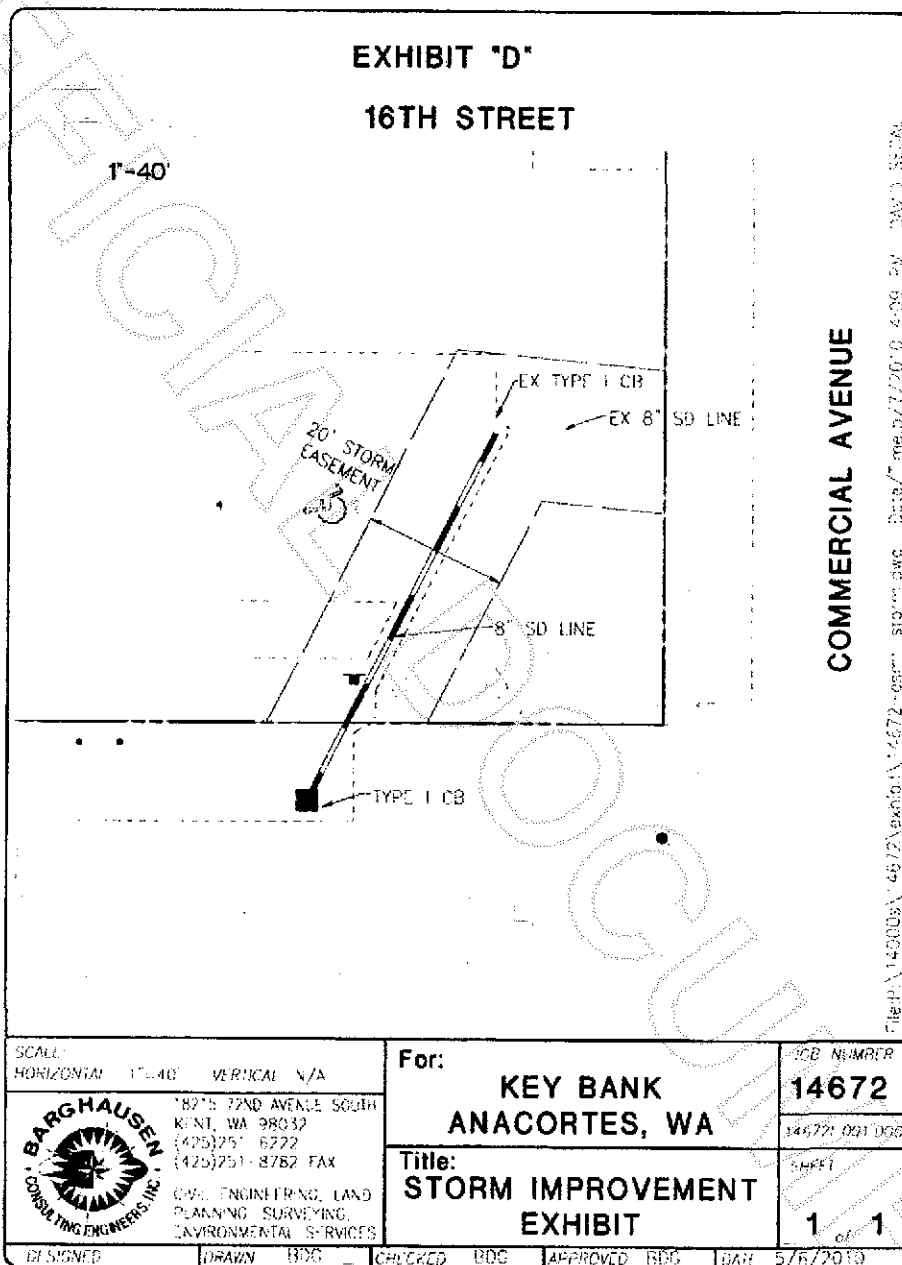 EXHIBIT "D"
16TH STREET
1"-40'
EX TYPE 1 CB
EX 8" SD LINE
20' STORM
EASEMENT
8" SD LINE
TYPE 1 CB
COMMERCIAL AVENUE
SCALE:
HORIZONTAL 1"=40' VERTICAL N/A
For:
KEY BANK
ANACORTES, WA
JOB NUMBER
14672
BARGHAUSEN
CONSULTING ENGINEERS, INC.
18215 72ND AVENUE SOUTH
KENT, WA 98032
(425)251-6222
(425)251-8782 FAX
CIVIL ENGINEERING, LAND
PLANNING, SURVEYING,
ENVIRONMENTAL SERVICES
Title:
STORM IMPROVEMENT
EXHIBIT
SHEET
1 of 1
DESIGNED DRAWN BDG CHECKED BDG APPROVED BDG DATE 5/6/2010